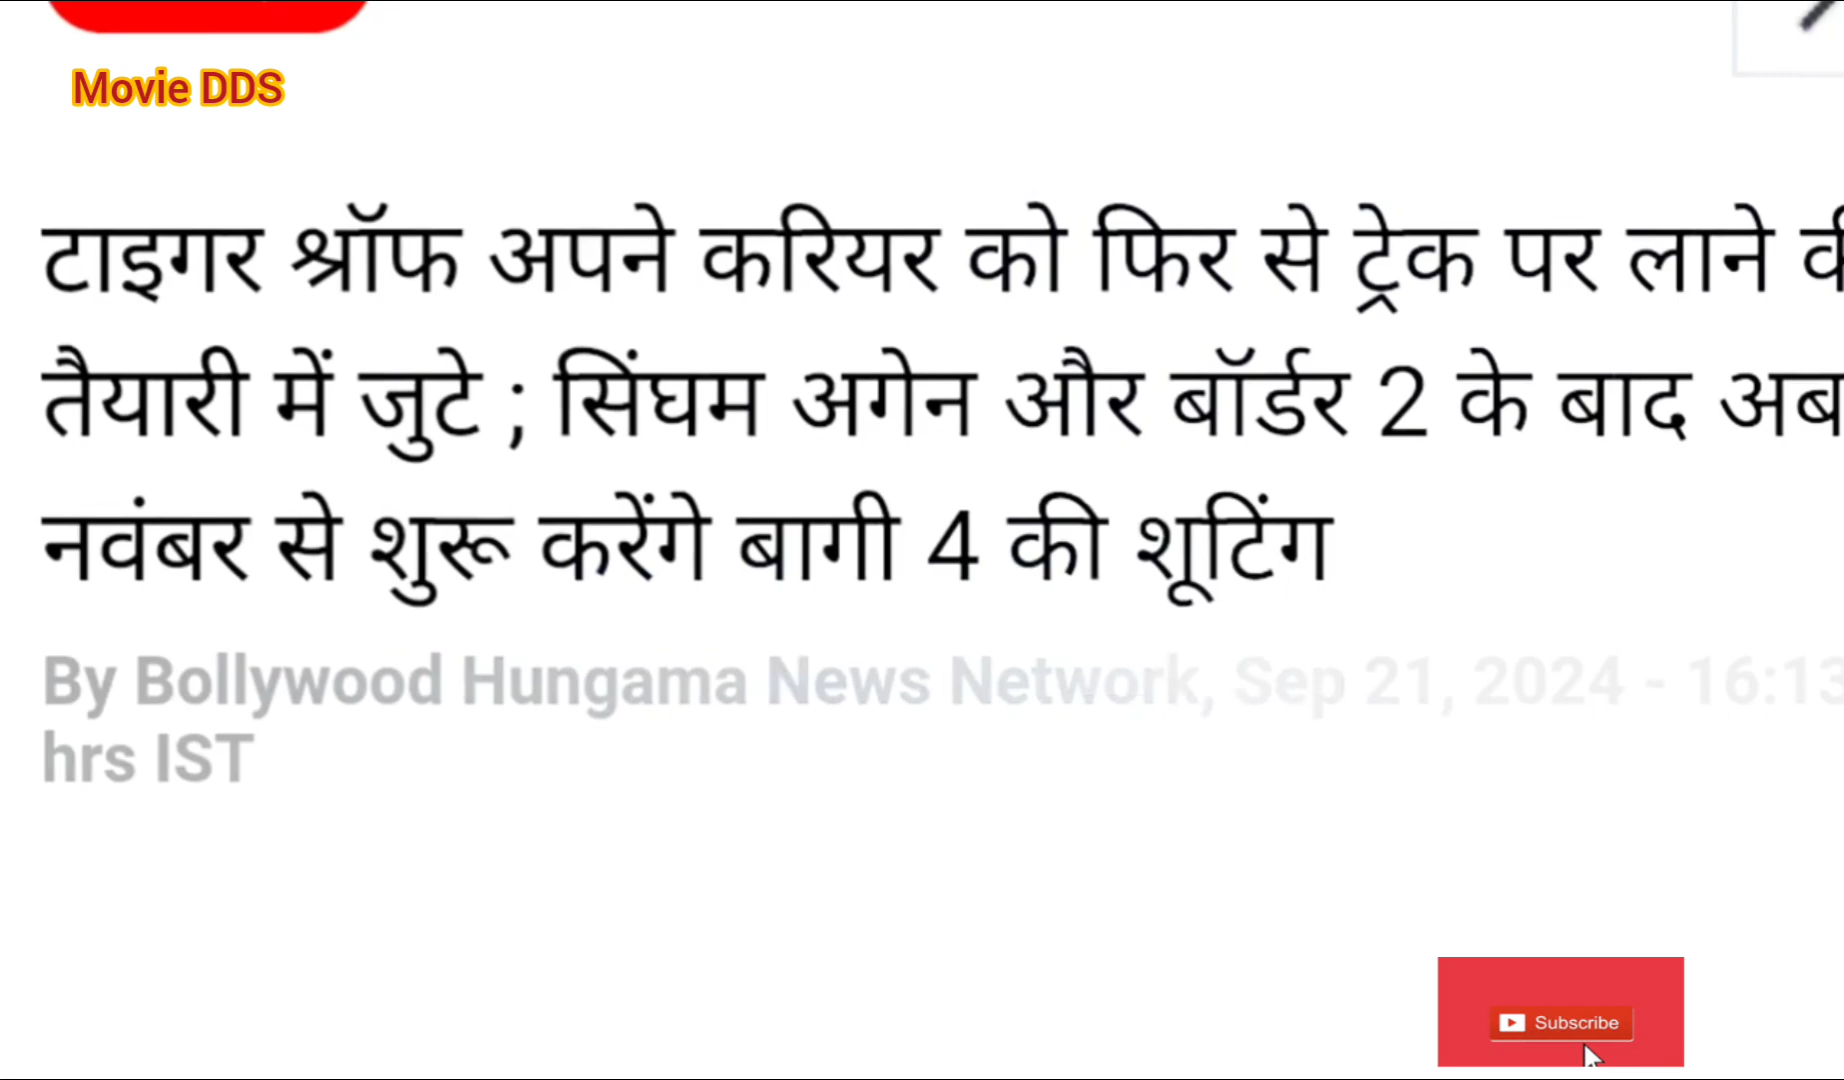 Movie DDS
टाइगर श्रॉफ अपने करियर को फिर से ट्रेक पर लाने की
तैयारी में जुटे ; सिंघम अगेन और बॉर्डर 2 के बाद अब
नवंबर से शुरू करेंगे बागी 4 की शूटिंग
By Bollywood Hungama News Network, Sep 21, 2024 - 16:13
hrs IST
Subscribe